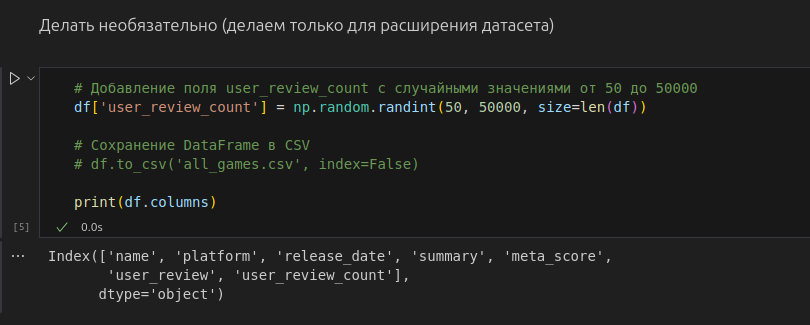 Делать необязательно (делаем только для расширения датасета)
# Добавление поля user_review_count с случайными значениями от 50 до 50000
df['user_review_count'] = np.random.randint(50, 50000, size=len(df))
# Сохранение DataFrame в CSV
# df.to_csv('all_games.csv', index=False)
print(df.columns)
[5]
0.0s
Index(['name', 'platform', 'release_date', 'summary', 'meta_score',
'user_review', 'user_review_count'],
dtype='object')